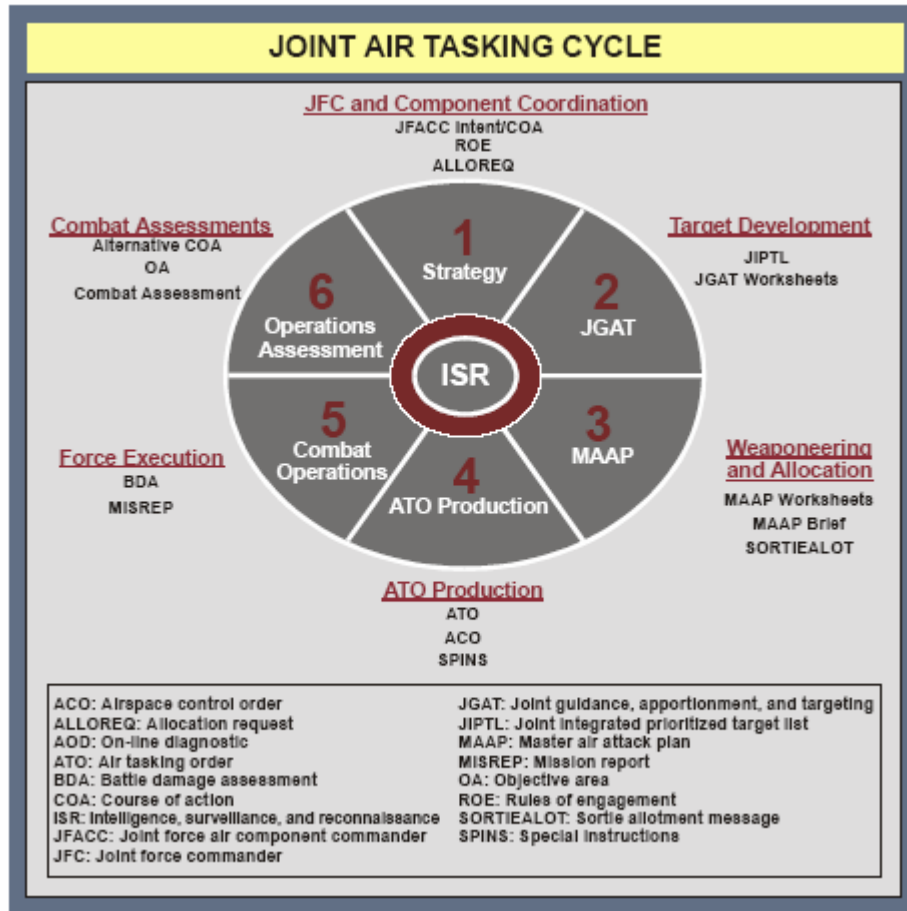 JOINT AIR TASKING CYCLE
JFC and Component Coordination
JFACC Intent/COA
ROE
ALLOREQ
Combat Assessments
Alternative COA
OA
Combat Assessment
Target Development
JIPTL
JGAT Worksheets
1
Strategy
2
JGAT
3
MAAP
4
ATO Production
5
Combat
Operations
6
Operations
Assessment
ISR
Force Execution
BDA
MISREP
Weaponeering
and Allocation
MAAP Worksheets
MAAP Brief
SORTIEALOT
ATO Production
ATO
ACO
SPINS
ACO: Airspace control order
ALLOREQ: Allocation request
AOD: On-line diagnostic
ATO: Air tasking order
BDA: Battle damage assessment
COA: Course of action
ISR: Intelligence, surveillance, and reconnaissance
JFACC: Joint force air component commander
JFC: Joint force commander
JGAT: Joint guidance, apportionment, and targeting
JIPTL: Joint integrated prioritized target list
MAAP: Master air attack plan
MISREP: Mission report
OA: Objective area
ROE: Rules of engagement
SORTIEALOT: Sortie allotment message
SPINS: Special instructions